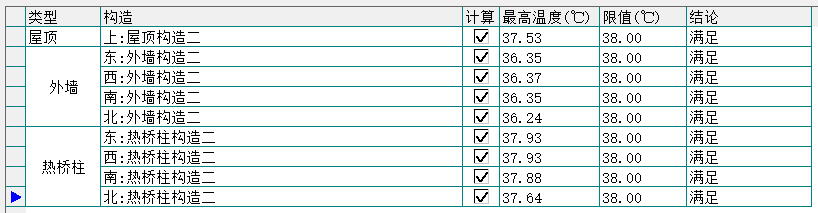 类型 构造 计算 最高温度(℃) 限值(℃) 结论
屋顶 上:屋顶构造二 37.53 38.00 满足
外墙 东:外墙构造二 36.35 38.00 满足
西:外墙构造二 36.37 38.00 满足
南:外墙构造二 36.35 38.00 满足
北:外墙构造二 36.24 38.00 满足
热桥柱 东:热桥柱构造二 37.93 38.00 满足
西:热桥柱构造二 37.93 38.00 满足
南:热桥柱构造二 37.88 38.00 满足
北:热桥柱构造二 37.64 38.00 满足